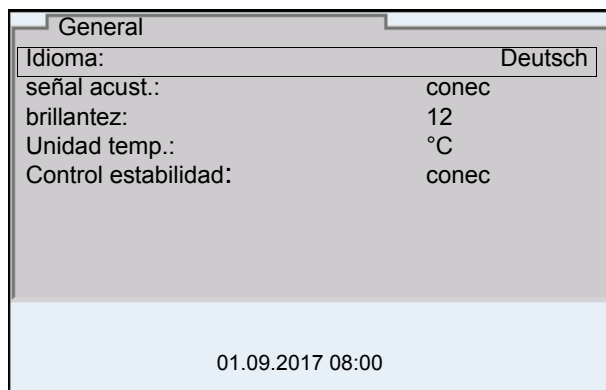 General
Idioma: Deutsch
señal acust.: conec
brillantez: 12
Unidad temp.: °C
Control estabilidad: conec
01.09.2017 08:00